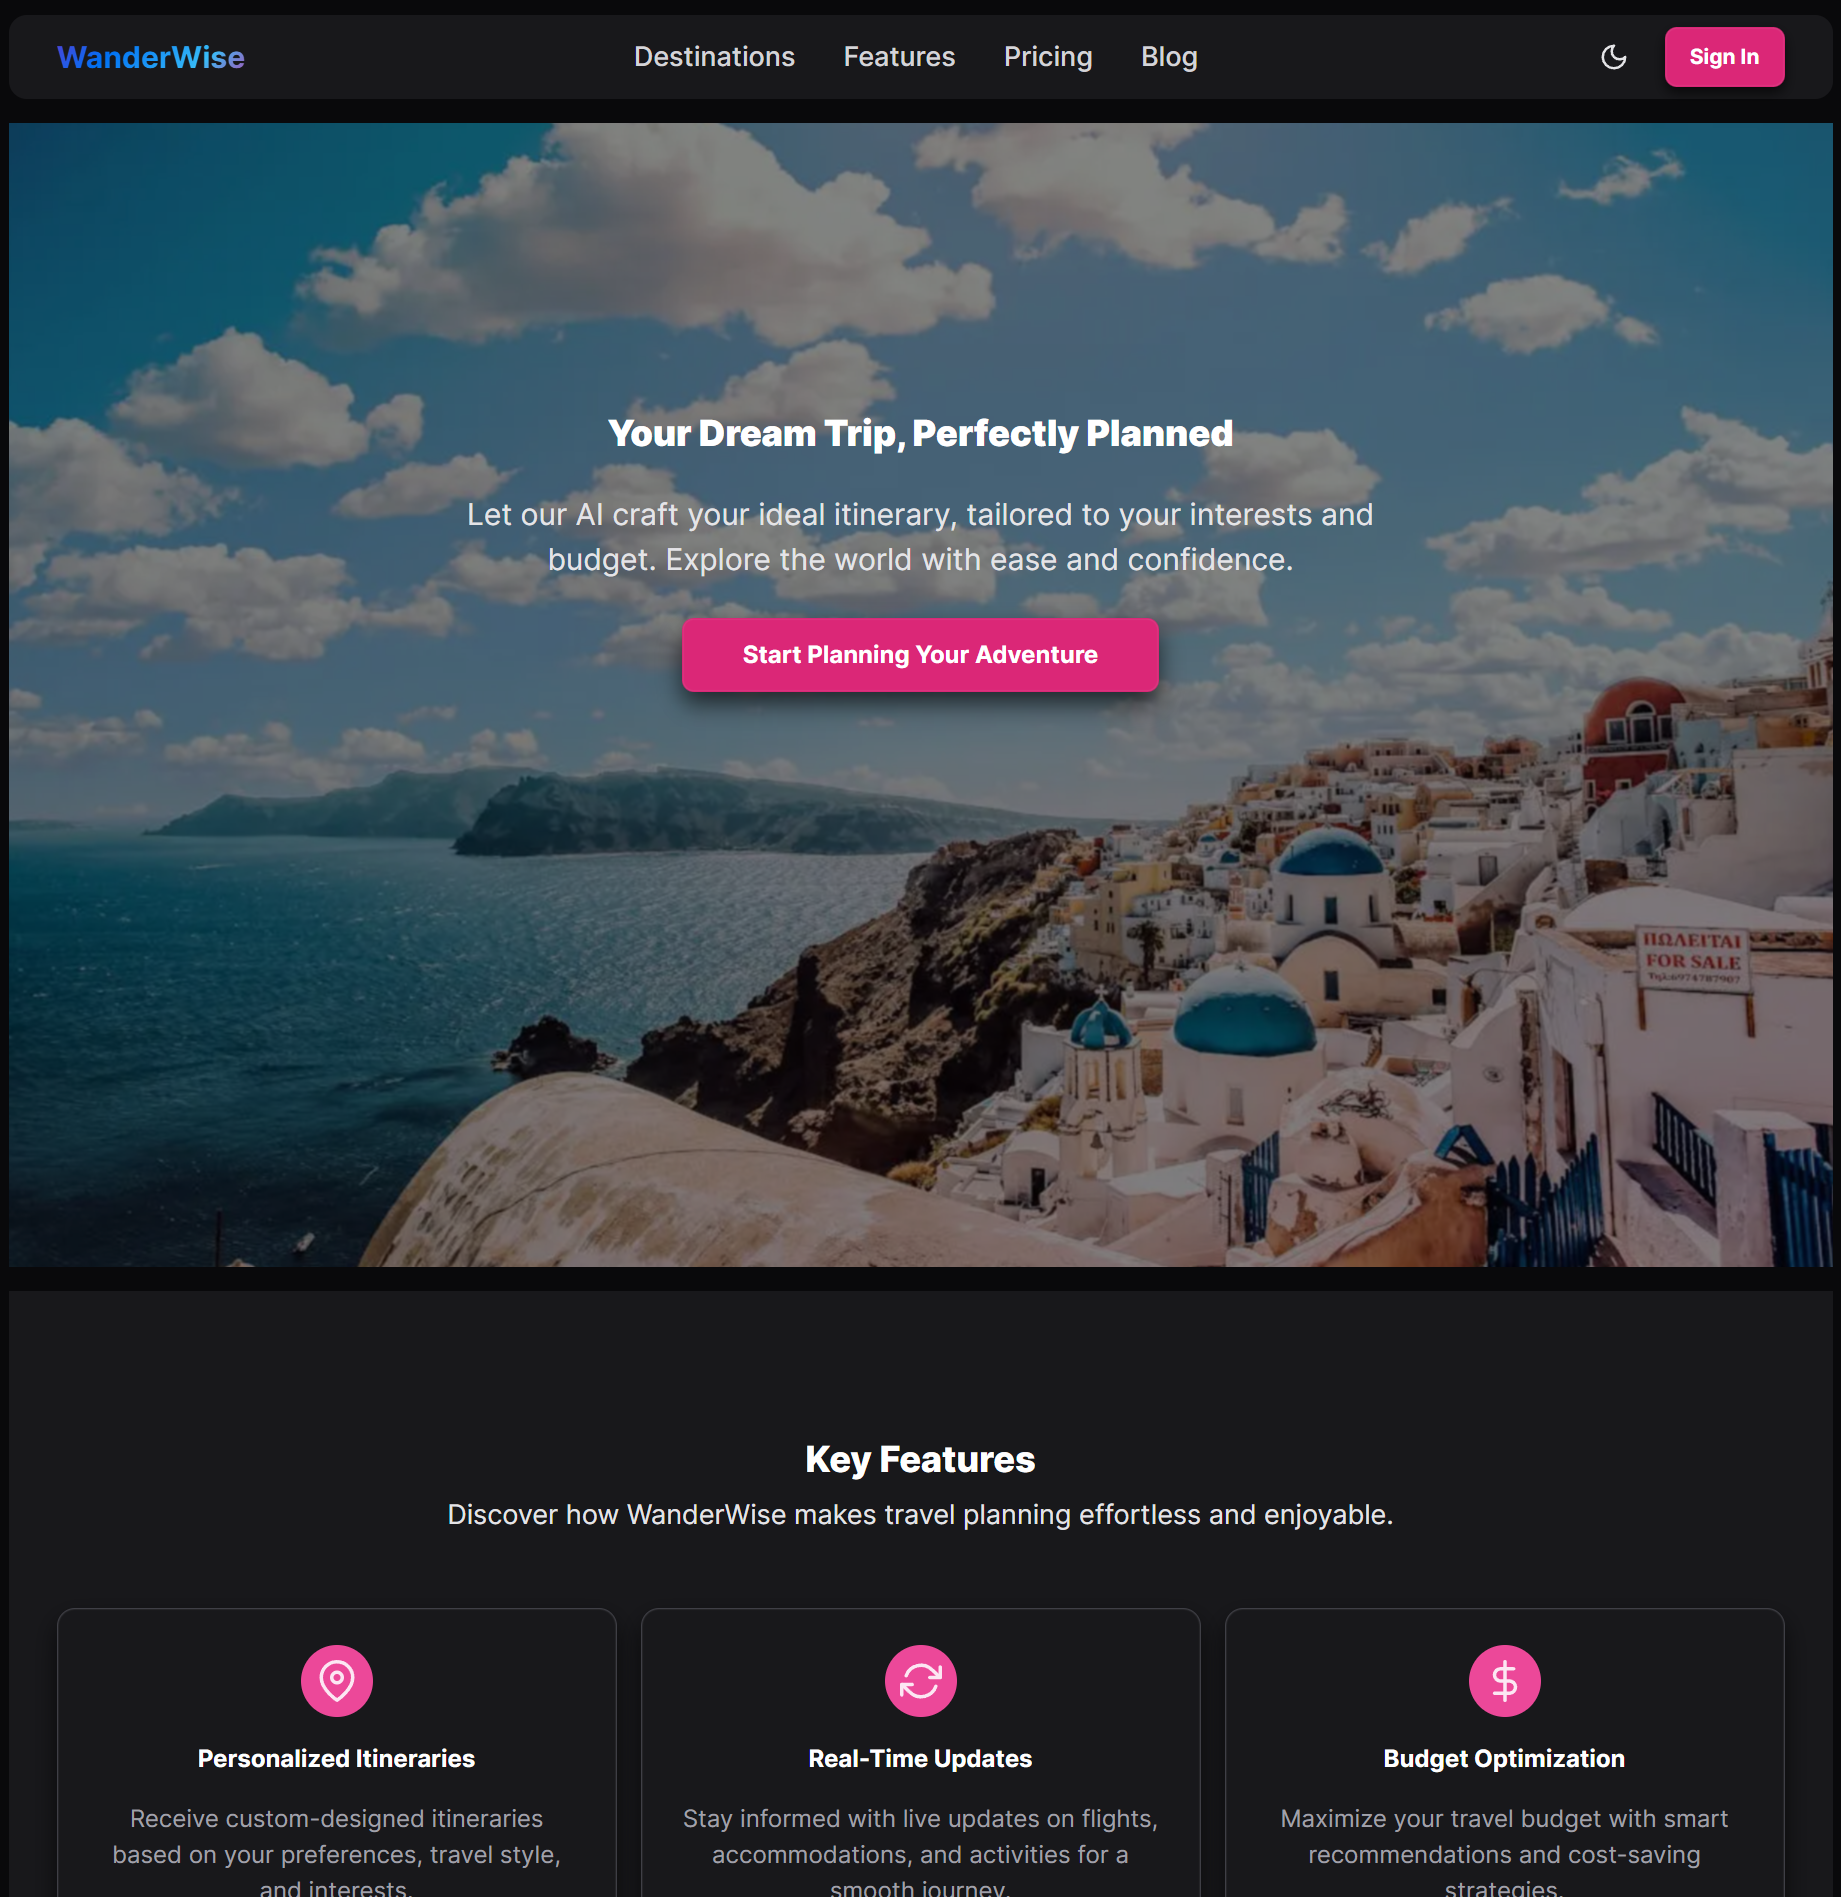 WanderWise
Destinations
Features
Pricing
Blog
Sign In
Your Dream Trip, Perfectly Planned
Let our AI craft your ideal itinerary, tailored to your interests and
budget. Explore the world with ease and confidence.
Start Planning Your Adventure
ΠΩΛΕΙΤΑΙ
FOR SALE
Τηλ:6974787907
Key Features
Discover how WanderWise makes travel planning effortless and enjoyable.
Personalized Itineraries
Receive custom-designed itineraries
based on your preferences, travel style,
and interests.
Real-Time Updates
Stay informed with live updates on flights,
accommodations, and activities for a
smooth journey.
Budget Optimization
Maximize your travel budget with smart
recommendations and cost-saving
strategies.